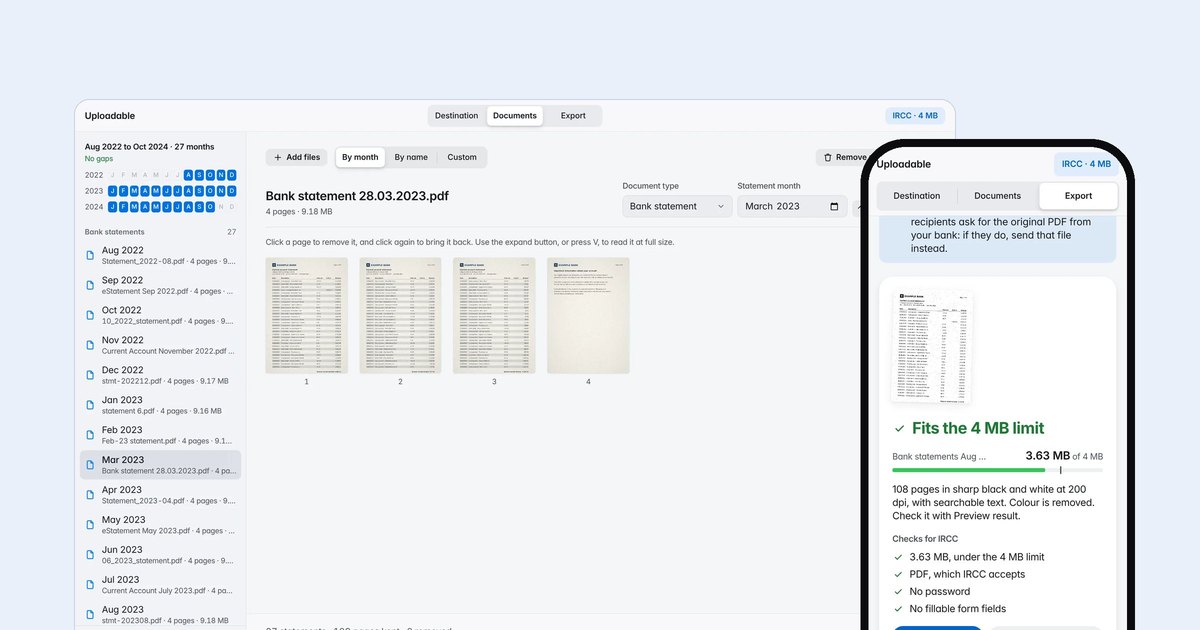 Uploadable
Destination
Documents
Export
IRCC · 4 MB
Aug 2022 to Oct 2024 · 27 months
No gaps
2022 J F M A M J J A S O N D
2023 J F M A M J J A S O N D
2024 J F M A M J J A S O N D
Bank statements 27
Aug 2022
Statement_2022-08.pdf · 4 pages · 9....
Sep 2022
eStatement Sep 2022.pdf · 4 pages · ...
Oct 2022
10_2022_statement.pdf · 4 pages · 9....
Nov 2022
Current Account November 2022.pdf ...
Dec 2022
stmt-202212.pdf · 4 pages · 9.17 MB
Jan 2023
statement 6.pdf · 4 pages · 9.16 MB
Feb 2023
Feb-23 statement.pdf · 4 pages · 9.1...
Mar 2023
Bank statement 28.03.2023.pdf · 4 pa...
Apr 2023
Statement_2023-04.pdf · 4 pages · 9....
May 2023
eStatement May 2023.pdf · 4 pages · ...
Jun 2023
06_2023_statement.pdf · 4 pages · 9....
Jul 2023
Current Account July 2023.pdf · 4 pa...
Aug 2023
stmt-202308.pdf · 4 pages · 9.18 MB
Add files
By month
By name
Custom
Remove
Bank statement 28.03.2023.pdf
4 pages · 9.18 MB
Document type
Bank statement
Statement month
March 2023
Click a page to remove it, and click again to bring it back. Use the expand button, or press V, to read it at full size.
EXAMPLE BANK
EXAMPLE BANK
EXAMPLE BANK
EXAMPLE BANK
1
2
3
4
Uploadable
IRCC · 4 MB
Destination
Documents
Export
recipients ask for the original PDF from
your bank: if they do, send that file
instead.
EXAMPLE BANK
Fits the 4 MB limit
Bank statements Aug ...
3.63 MB of 4 MB
108 pages in sharp black and white at 200
dpi, with searchable text. Colour is removed.
Check it with Preview result.
Checks for IRCC
3.63 MB, under the 4 MB limit
PDF, which IRCC accepts
No password
No fillable form fields